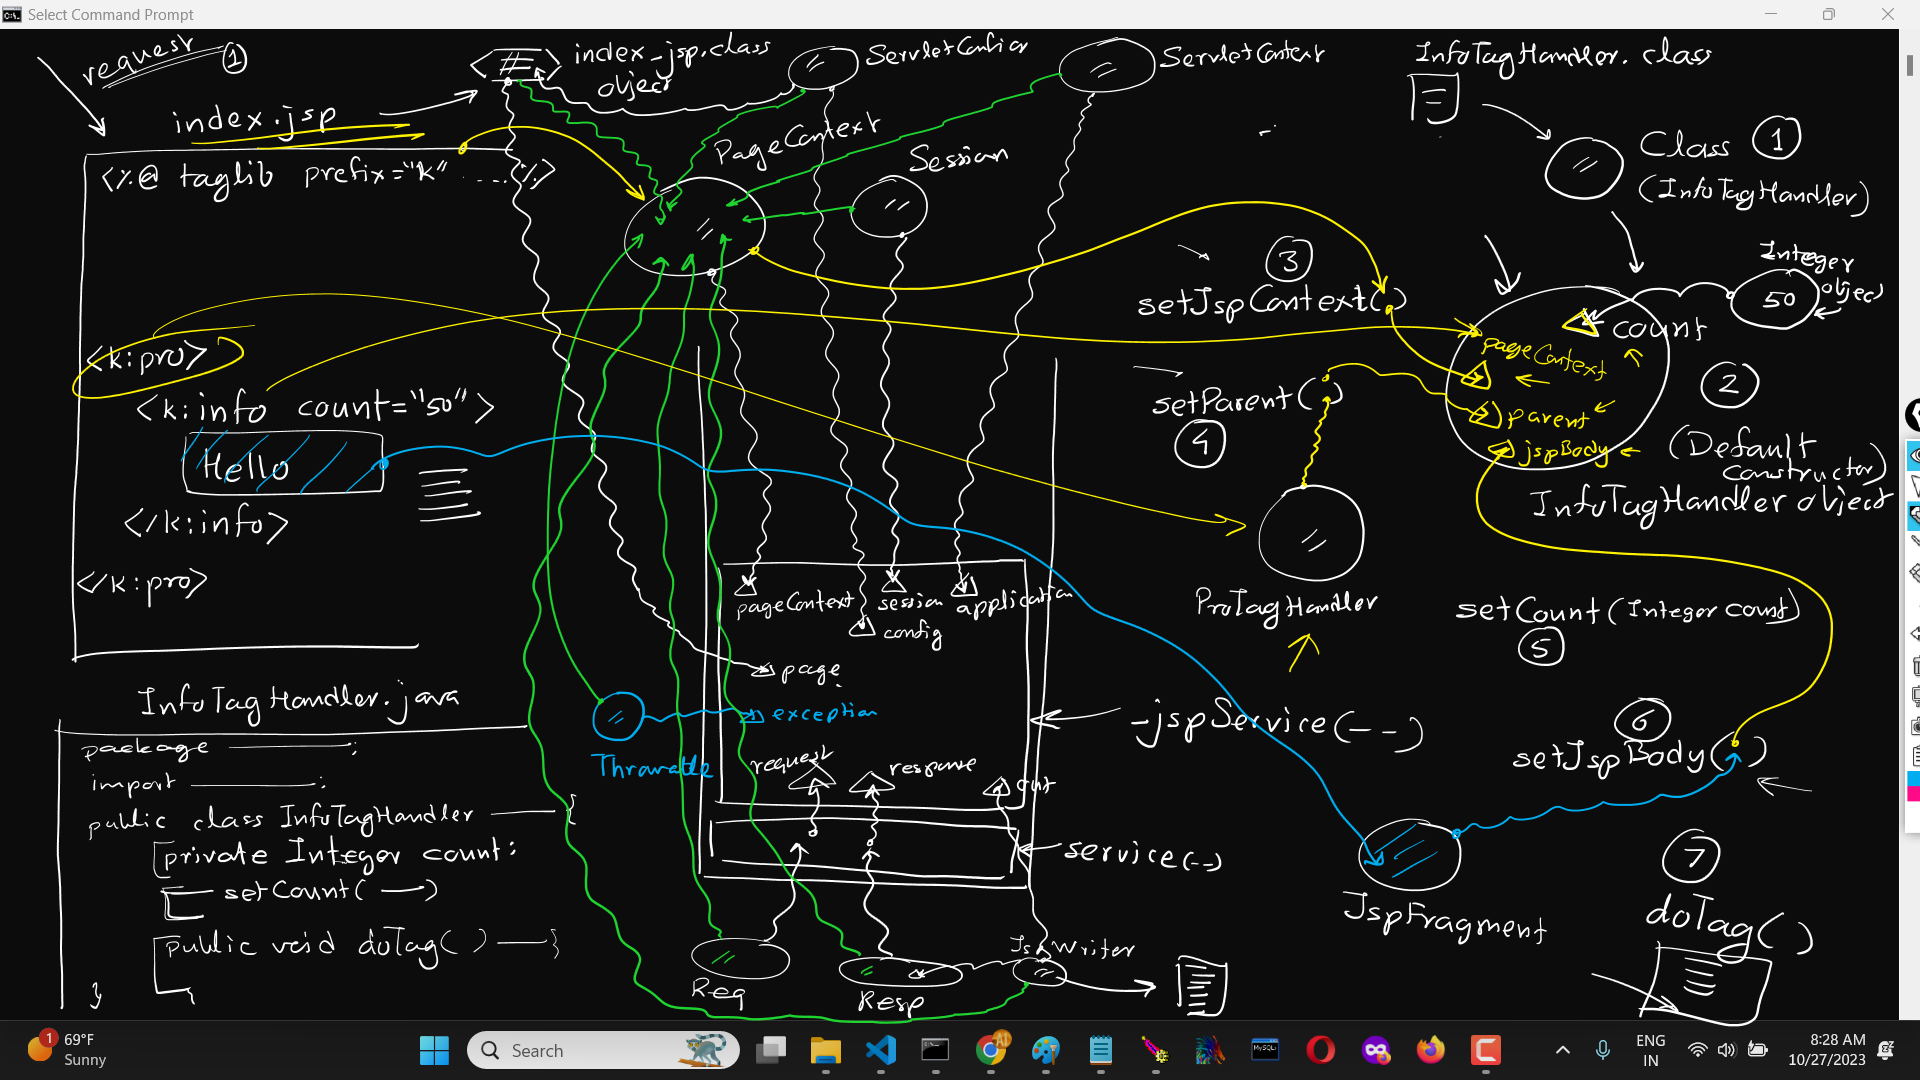 Select Command Prompt
request 1
index_jsp.class
object
ServletConfig
ServletContext
InfoTagHandler.class
index.jsp
<%@ taglib prefix="k" ..... %>
PageContext
Session
Class 1
(InfoTagHandler)
3
setJspContext( )
Integer
object
50
count
pageContext
parent
jspBody
2
(Default
constructor)
InfoTagHandler object
<k:pro>
<k:info count="50">
Hello
</k:info>
</k:pro>
setParent( )
4
ProTagHandler
setCount(Integer count)
5
pageContext
session
application
config
page
exception
Throwable
request
response
out
_jspService(--)
service(--)
6
setJspBody( )
JspFragment
7
doTag( )
InfoTagHandler.java
package ;
import ;
public class InfoTagHandler {
private Integer count;
setCount( )
public void doTag( ) }
}
Req
Resp
JspWriter
1
69°F
Sunny
Search
AI
MySQL
ENG
IN
8:28 AM
10/27/2023